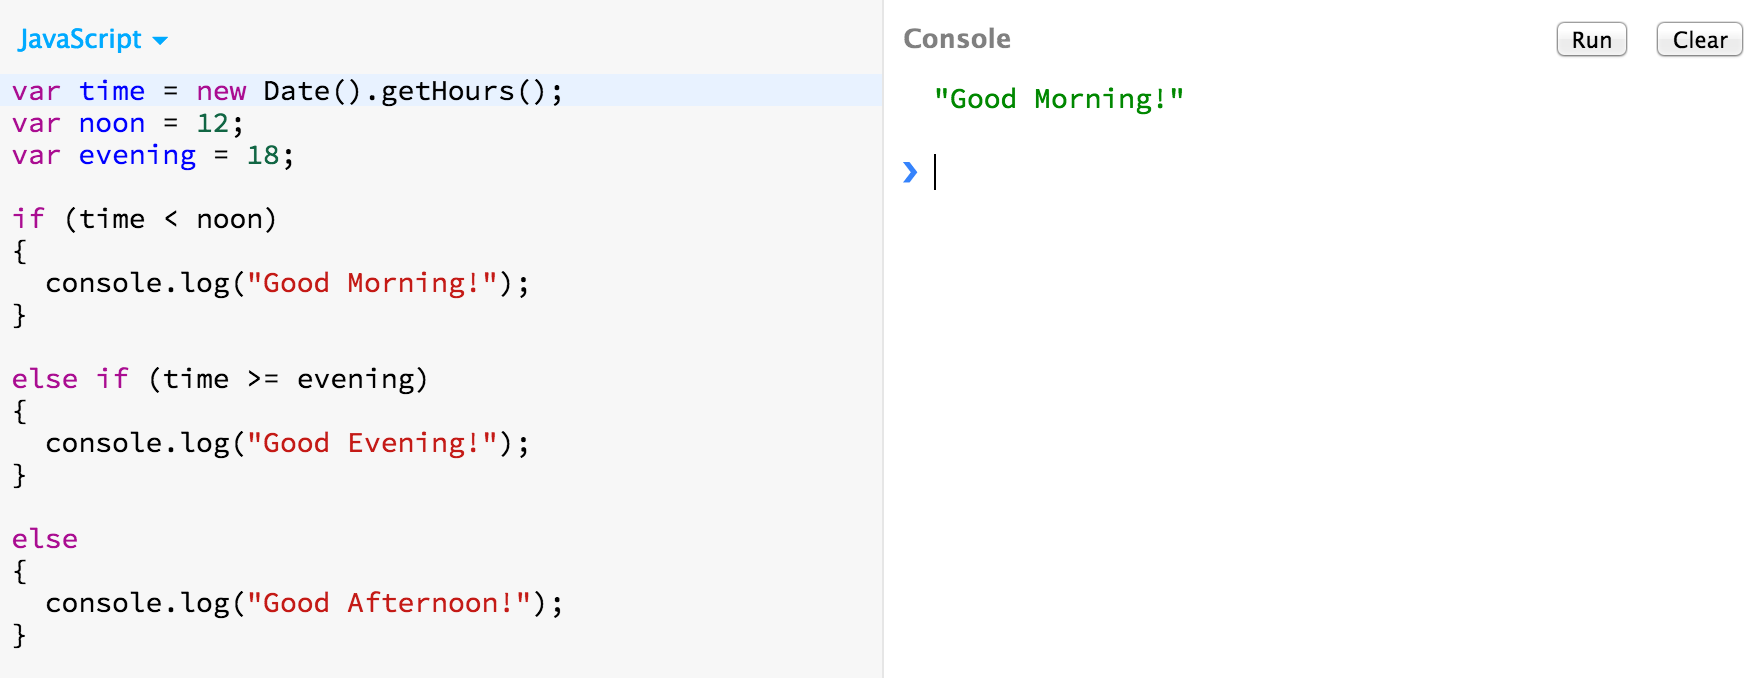 JavaScript
var time = new Date().getHours();
var noon = 12;
var evening = 18;
if (time < noon)
{
  console.log("Good Morning!");
}
else if (time >= evening)
{
  console.log("Good Evening!");
}
else
{
  console.log("Good Afternoon!");
}
Console
Run
Clear
"Good Morning!"